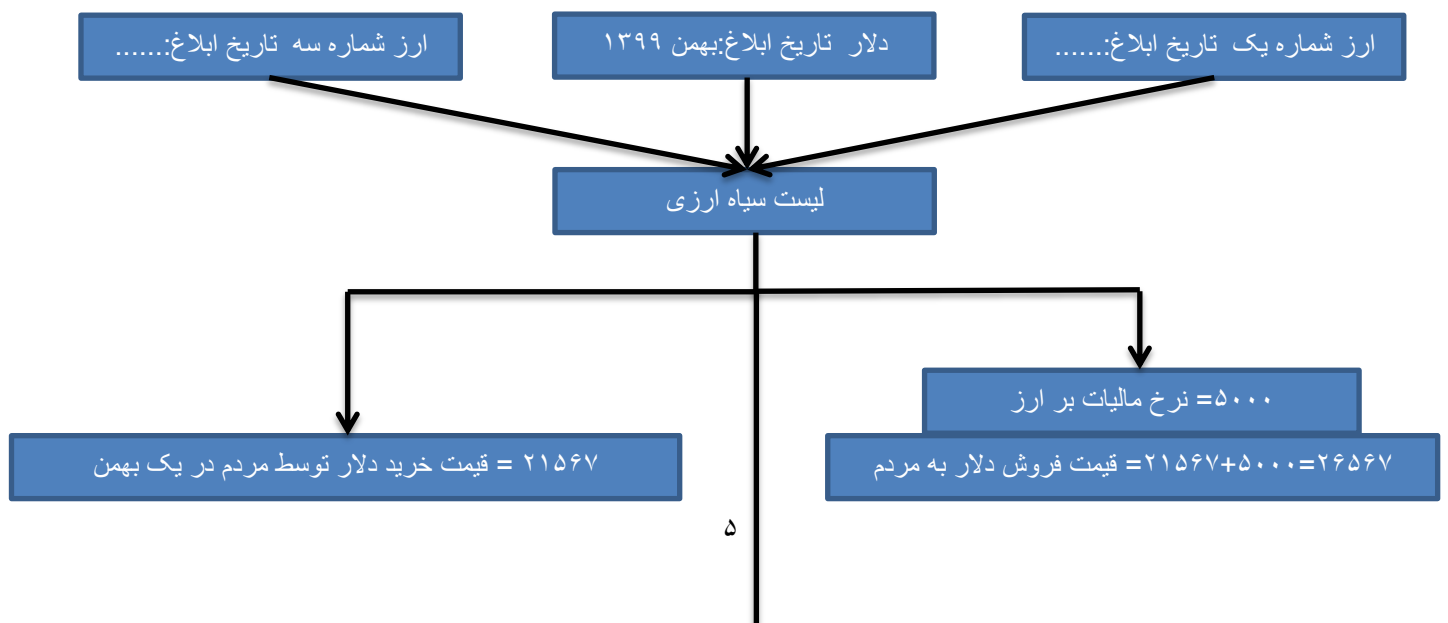 ارز شماره یک  تاریخ ابلاغ:......
دلار  تاریخ ابلاغ:بهمن ۱۳۹۹
ارز شماره سه  تاریخ ابلاغ:......
لیست سیاه ارزی
۵۰۰۰= نرخ مالیات بر ارز
۲۱۵۶۷+۵۰۰۰=۲۶۵۶۷= قیمت فروش دلار به مردم
۲۱۵۶۷ = قیمت خرید دلار توسط مردم در یک بهمن
۵